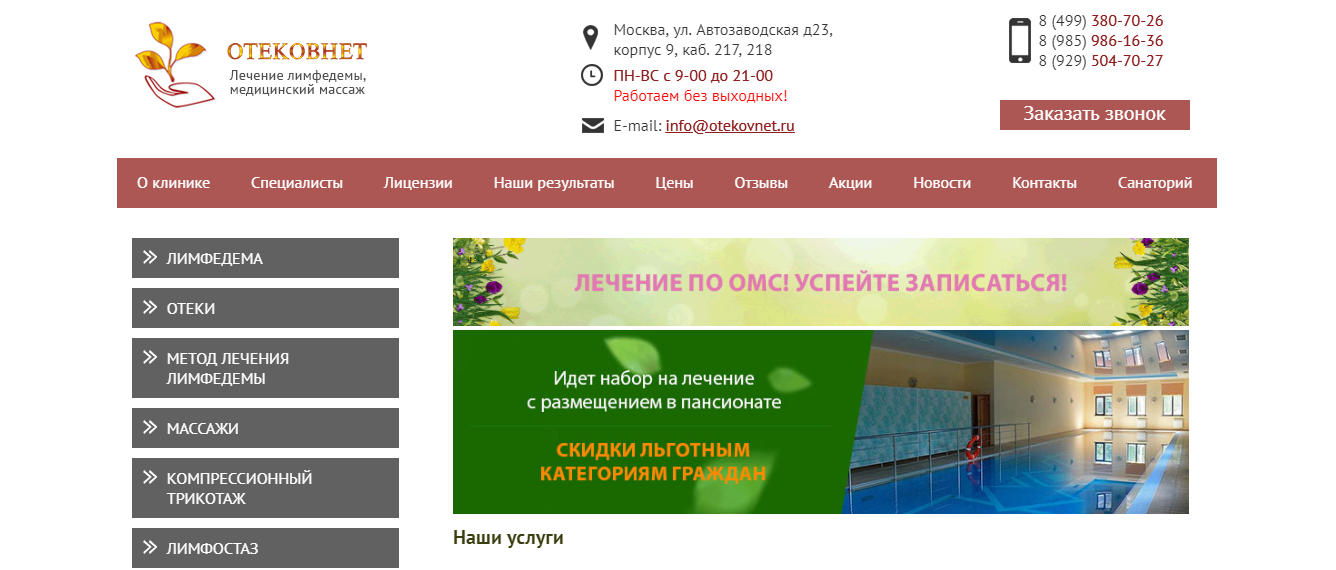 ОТЕКОВНЕТ
Лечение лимфедемы,
медицинский массаж
Москва, ул. Автозаводская д23,
корпус 9, каб. 217, 218
ПН-ВС с 9-00 до 21-00
Работаем без выходных!
E-mail: info@otekovnet.ru
8 (499) 380-70-26
8 (985) 986-16-36
8 (929) 504-70-27
Заказать звонок
О клинике Специалисты Лицензии Наши результаты Цены Отзывы Акции Новости Контакты Санаторий
ЛИМФЕДЕМА
ОТЕКИ
МЕТОД ЛЕЧЕНИЯ
ЛИМФЕДЕМЫ
МАССАЖИ
КОМПРЕССИОННЫЙ
ТРИКОТАЖ
ЛИМФОСТАЗ
ЛЕЧЕНИЕ ПО ОМС! УСПЕЙТЕ ЗАПИСАТЬСЯ!
Идет набор на лечение
с размещением в пансионате
СКИДКИ ЛЬГОТНЫМ
КАТЕГОРИЯМ ГРАЖДАН
Наши услуги